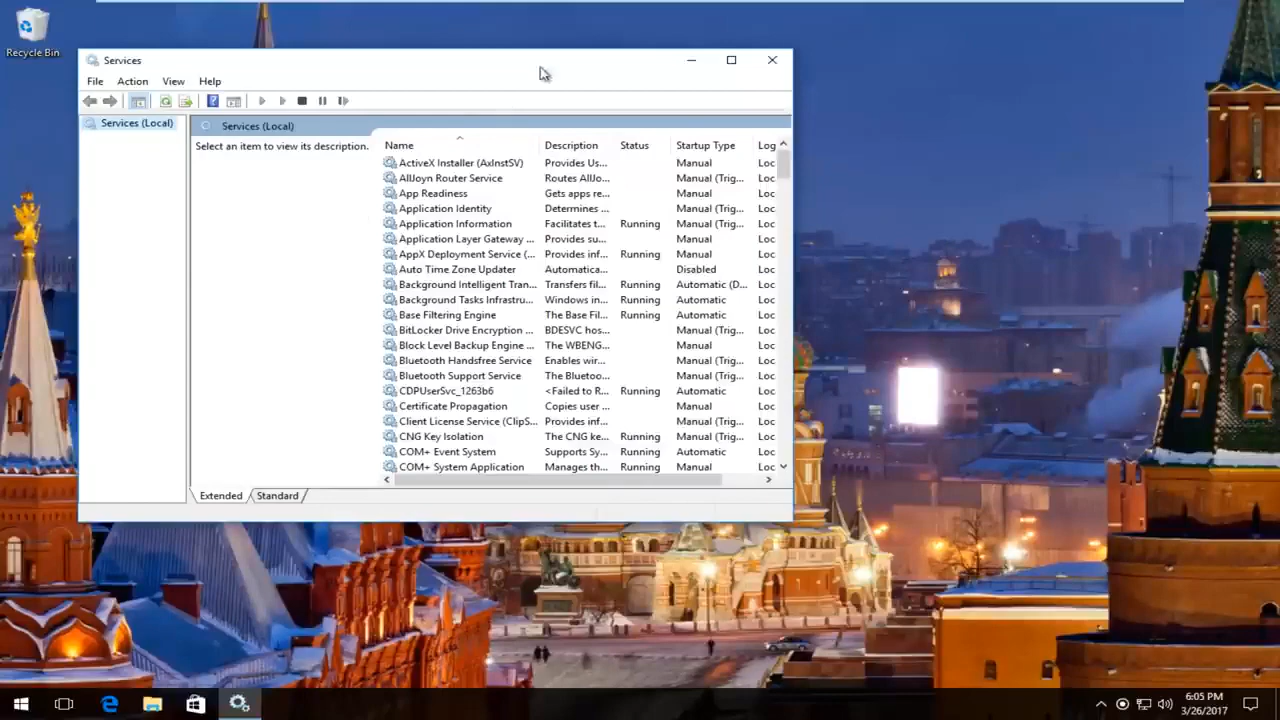 Recycle Bin
Services
File Action View Help
Services (Local)
Services (Local)
Select an item to view its description.
Name Description Status Startup Type Log
ActiveX Installer (AxInstSV) Provides Us... Manual Loc
AllJoyn Router Service Routes AllJo... Manual (Trig... Loc
App Readiness Gets apps re... Manual Loc
Application Identity Determines ... Manual (Trig... Loc
Application Information Facilitates t... Running Manual (Trig... Loc
Application Layer Gateway ... Provides su... Manual Loc
AppX Deployment Service (... Provides inf... Running Manual Loc
Auto Time Zone Updater Automatica... Disabled Loc
Background Intelligent Tran... Transfers fil... Running Automatic (D... Loc
Background Tasks Infrastru... Windows in... Running Automatic Loc
Base Filtering Engine The Base Fil... Running Automatic Loc
BitLocker Drive Encryption ... BDESVC hos... Manual (Trig... Loc
Block Level Backup Engine ... The WBENG... Manual Loc
Bluetooth Handsfree Service Enables wir... Manual (Trig... Loc
Bluetooth Support Service The Bluetoo... Manual (Trig... Loc
CDPUserSvc_1263b6 <Failed to R... Running Automatic Loc
Certificate Propagation Copies user ... Manual Loc
Client License Service (ClipS... Provides inf... Manual (Trig... Loc
CNG Key Isolation The CNG ke... Running Manual (Trig... Loc
COM+ Event System Supports Sy... Running Automatic Loc
COM+ System Application Manages th... Running Manual Loc
Extended Standard
6:05 PM
3/26/2017